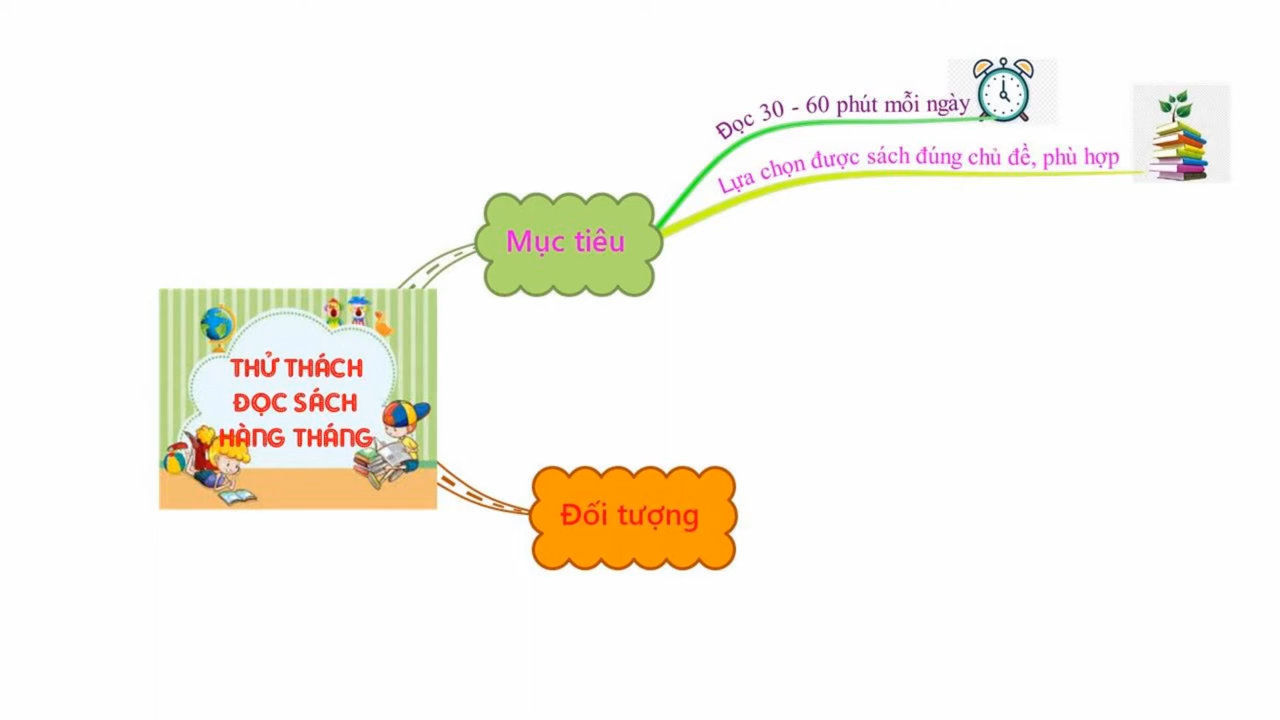 THỬ THÁCH
ĐỌC SÁCH
HÀNG THÁNG
Mục tiêu
Đọc 30 - 60 phút mỗi ngày
Lựa chọn được sách đúng chủ đề, phù hợp
Đối tượng